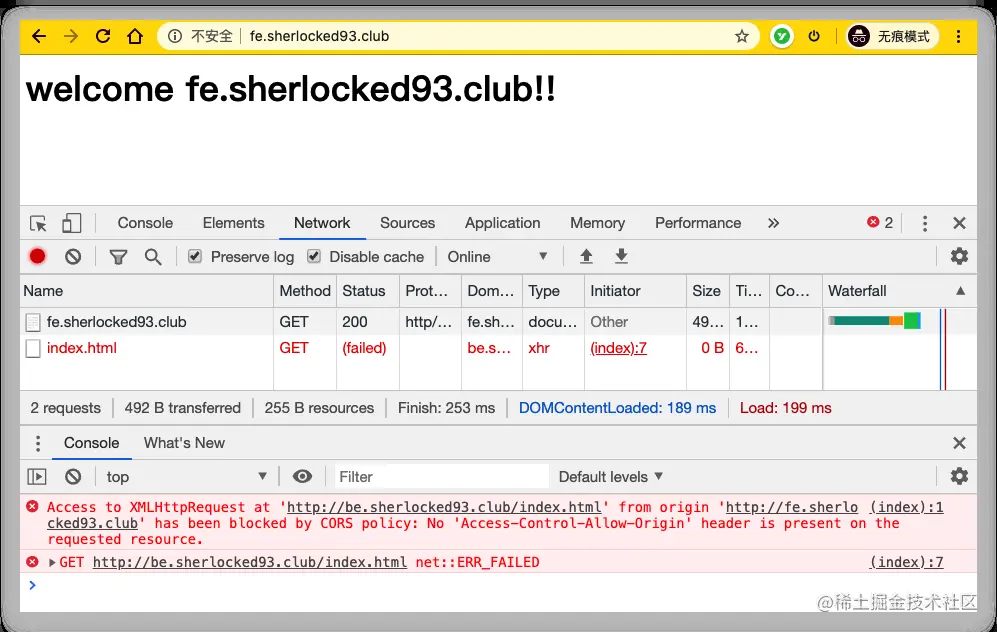 不安全 fe.sherlocked93.club 无痕模式
welcome fe.sherlocked93.club!!
Console Elements Network Sources Application Memory Performance » 2
Preserve log Disable cache Online
Name Method Status Prot… Dom… Type Initiator Size Ti… Co… Waterfall
fe.sherlocked93.club GET 200 http/… fe.sh… docu… Other 49… 1…
index.html GET (failed) be.s… xhr (index):7 0 B 6…
2 requests 492 B transferred 255 B resources Finish: 253 ms DOMContentLoaded: 189 ms Load: 199 ms
Console What's New
top Filter Default levels
Access to XMLHttpRequest at 'http://be.sherlocked93.club/index.html' from origin 'http://fe.sherlo (index):1
cked93.club' has been blocked by CORS policy: No 'Access-Control-Allow-Origin' header is present on the
requested resource.
GET http://be.sherlocked93.club/index.html net::ERR_FAILED (index):7
@稀土掘金技术社区